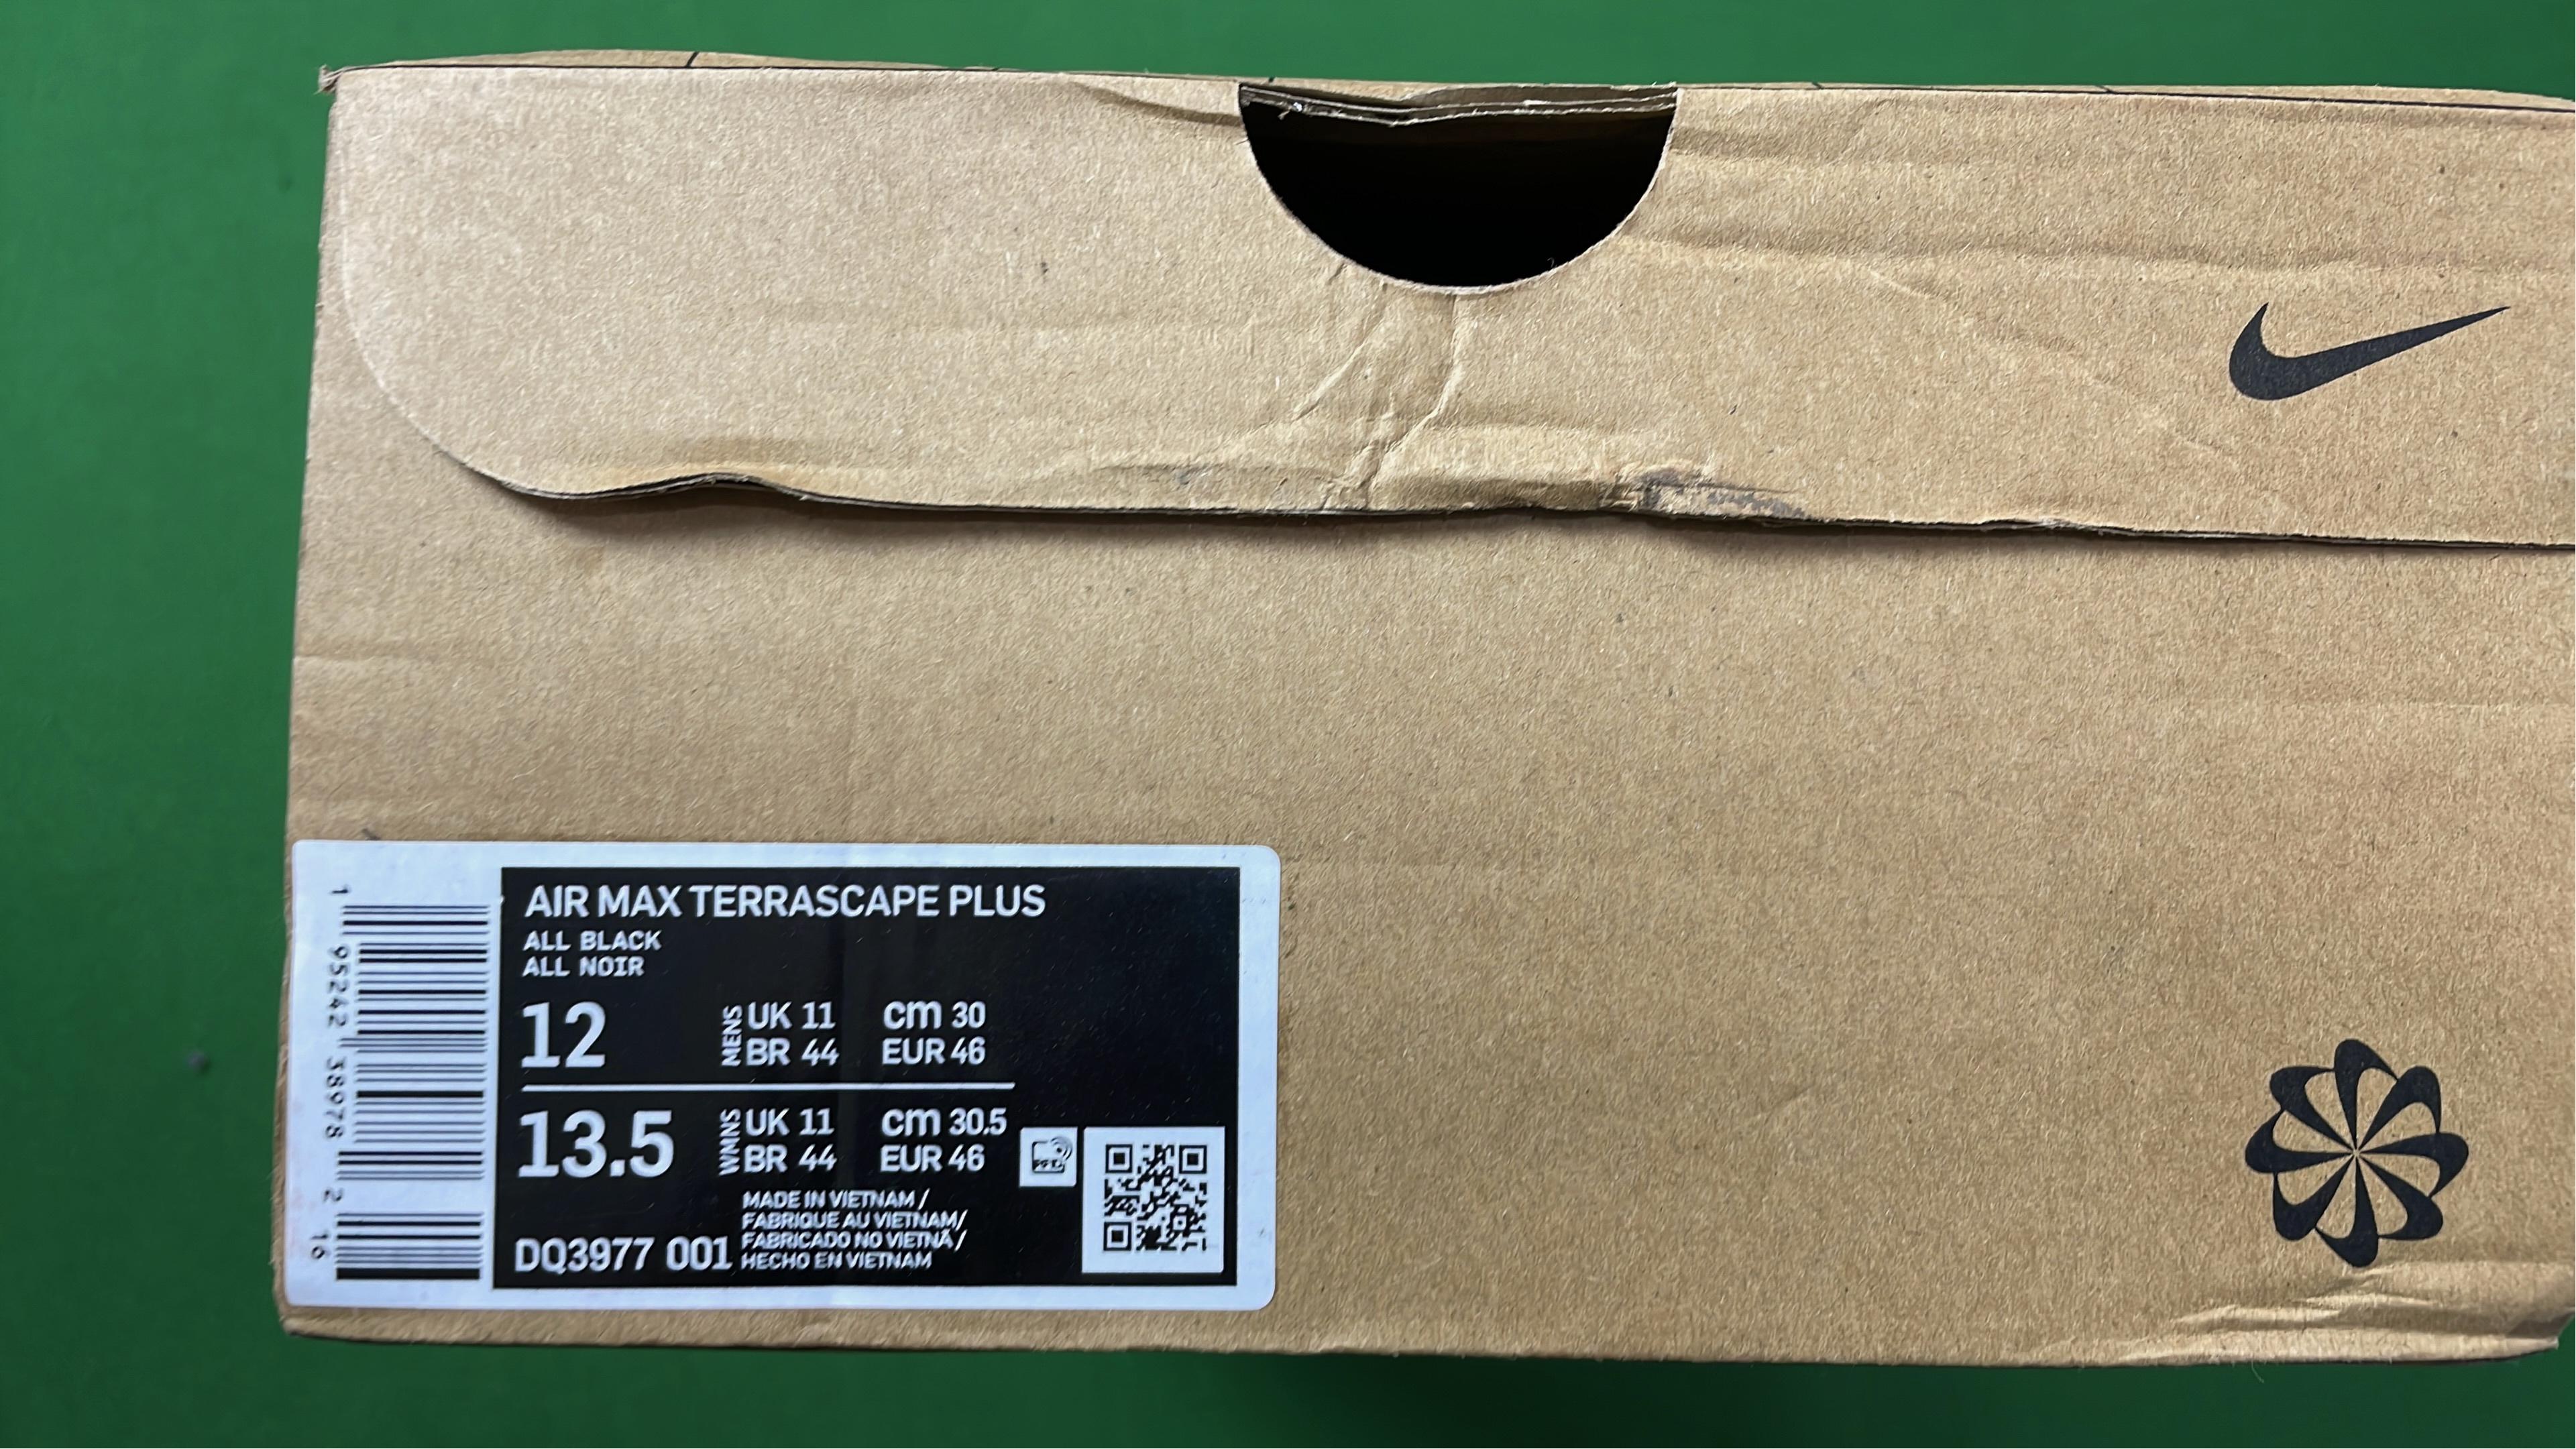 AIR MAX TERRASCAPE PLUS
ALL BLACK
ALL NOIR
12 MENS UK 11 cm 30
BR 44 EUR 46
13.5 WMNS UK 11 cm 30.5
BR 44 EUR 46
MADE IN VIETNAM /
FABRIQUE AU VIETNAM/
FABRICADO NO VIETNÃ/
HECHO EN VIETNAM
DQ3977 001
1 95242 38978 2 16